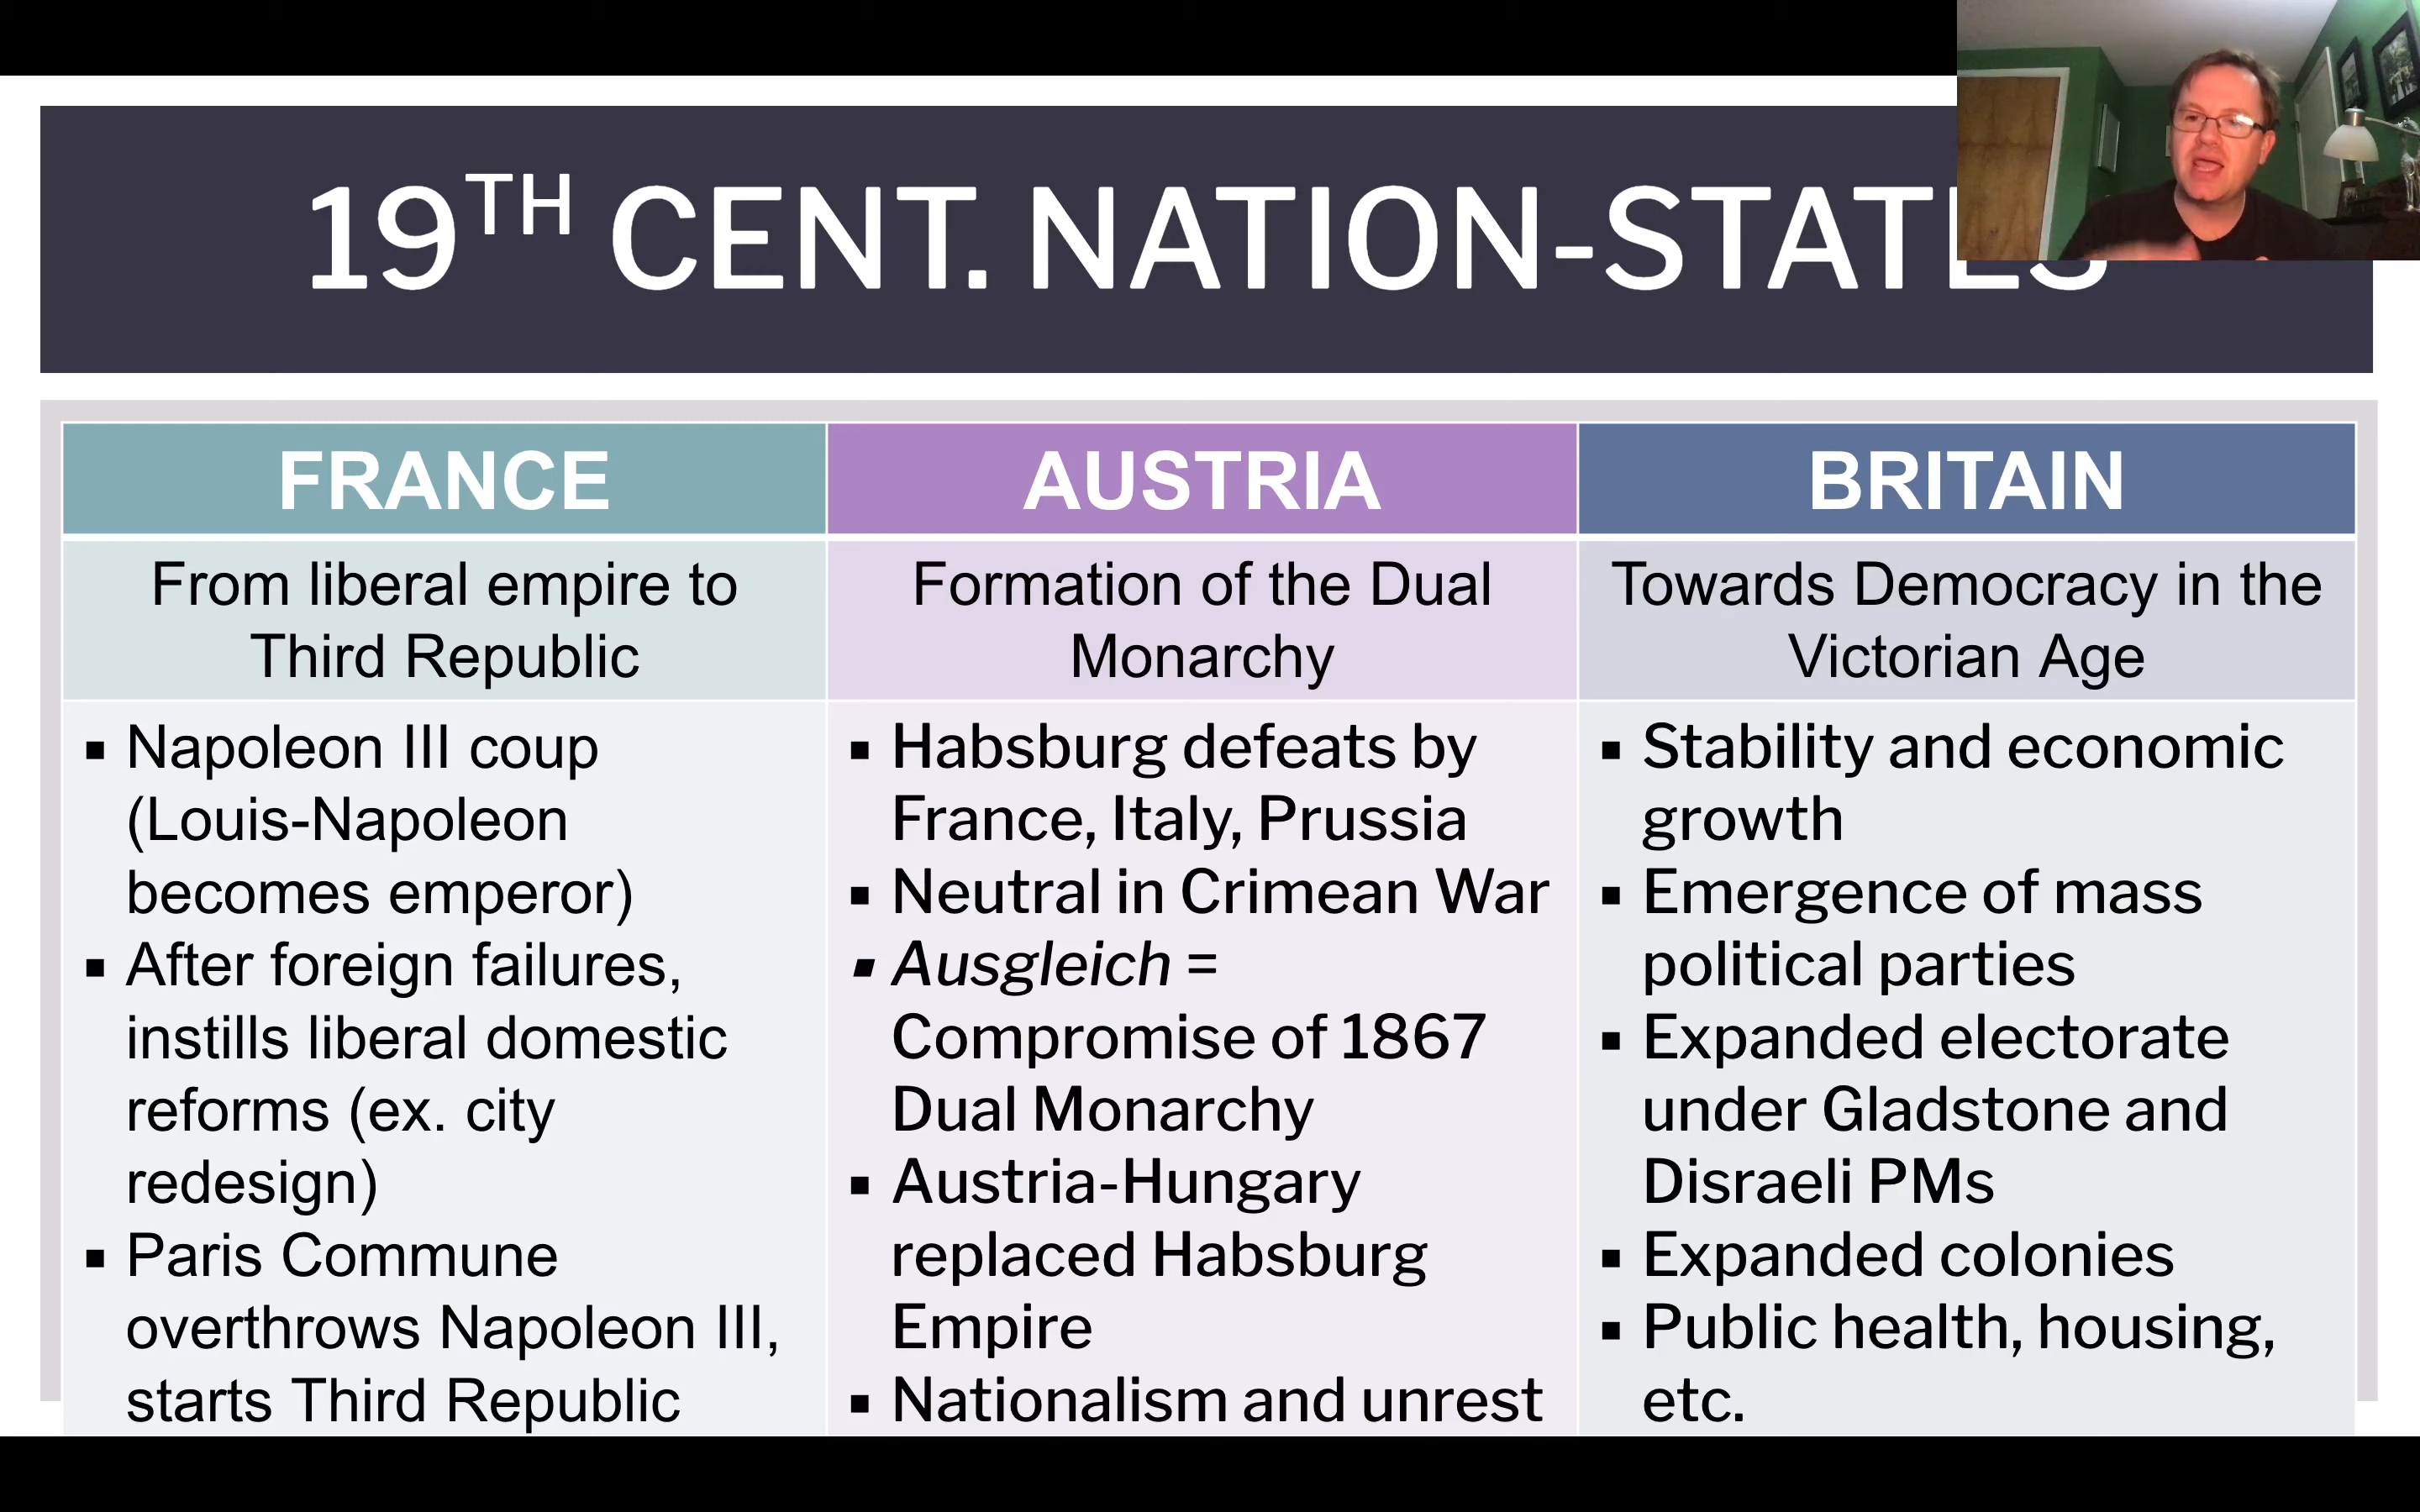 19TH CENT. NATION-STATES
FRANCE
From liberal empire to
Third Republic
▪ Napoleon III coup
(Louis-Napoleon
becomes emperor)
▪ After foreign failures,
instills liberal domestic
reforms (ex. city
redesign)
▪ Paris Commune
overthrows Napoleon III,
starts Third Republic
AUSTRIA
Formation of the Dual
Monarchy
▪ Habsburg defeats by
France, Italy, Prussia
▪ Neutral in Crimean War
▪ Ausgleich =
Compromise of 1867
Dual Monarchy
▪ Austria-Hungary
replaced Habsburg
Empire
▪ Nationalism and unrest
BRITAIN
Towards Democracy in the
Victorian Age
▪ Stability and economic
growth
▪ Emergence of mass
political parties
▪ Expanded electorate
under Gladstone and
Disraeli PMs
▪ Expanded colonies
▪ Public health, housing,
etc.